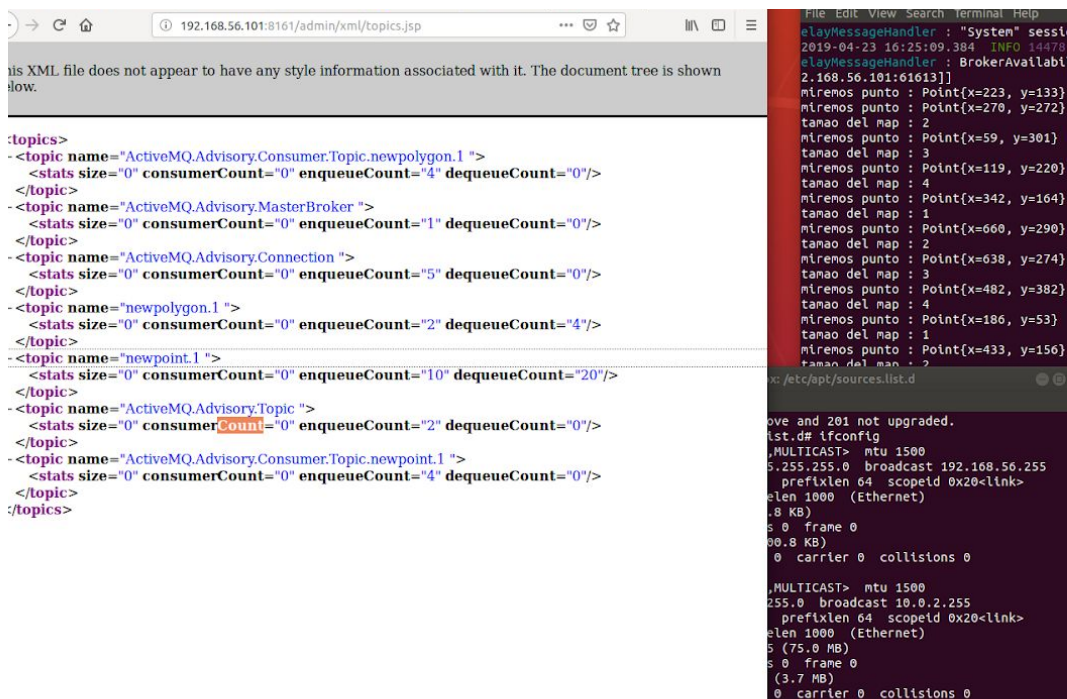 192.168.56.101:8161/admin/xml/topics.jsp
his XML file does not appear to have any style information associated with it. The document tree is shown
elow.
<topics>
-<topic name="ActiveMQ.Advisory.Consumer.Topic.newpolygon.1 ">
<stats size="0" consumerCount="0" enqueueCount="4" dequeueCount="0"/>
</topic>
-<topic name="ActiveMQ.Advisory.MasterBroker ">
<stats size="0" consumerCount="0" enqueueCount="1" dequeueCount="0"/>
</topic>
-<topic name="ActiveMQ.Advisory.Connection ">
<stats size="0" consumerCount="0" enqueueCount="5" dequeueCount="0"/>
</topic>
-<topic name="newpolygon.1 ">
<stats size="0" consumerCount="0" enqueueCount="2" dequeueCount="4"/>
</topic>
-<topic name="newpoint.1 ">
<stats size="0" consumerCount="0" enqueueCount="10" dequeueCount="20"/>
</topic>
-<topic name="ActiveMQ.Advisory.Topic ">
<stats size="0" consumerCount="0" enqueueCount="2" dequeueCount="0"/>
</topic>
-<topic name="ActiveMQ.Advisory.Consumer.Topic.newpoint.1 ">
<stats size="0" consumerCount="0" enqueueCount="4" dequeueCount="0"/>
</topic>
</topics>
File Edit View Search Terminal Help
elayMessageHandler : "System" sessi
2019-04-23 16:25:09.384 INFO 14478
elayMessageHandler : BrokerAvailabi
2.168.56.101:61613]]
miremos punto : Point{x=223, y=133}
miremos punto : Point{x=270, y=272}
tamao del map : 2
miremos punto : Point{x=59, y=301}
tamao del map : 3
miremos punto : Point{x=119, y=220}
tamao del map : 4
miremos punto : Point{x=342, y=164}
tamao del map : 1
miremos punto : Point{x=660, y=290}
tamao del map : 2
miremos punto : Point{x=638, y=274}
tamao del map : 3
miremos punto : Point{x=482, y=382}
tamao del map : 4
miremos punto : Point{x=186, y=53}
tamao del map : 1
miremos punto : Point{x=433, y=156}
tamao del map : 2
ox: /etc/apt/sources.list.d
ove and 201 not upgraded.
ist.d# ifconfig
,MULTICAST> mtu 1500
5.255.255.0 broadcast 192.168.56.255
prefixlen 64 scopeid 0x20<link>
elen 1000 (Ethernet)
.8 KB)
s 0 frame 0
00.8 KB)
0 carrier 0 collisions 0
,MULTICAST> mtu 1500
255.0 broadcast 10.0.2.255
prefixlen 64 scopeid 0x20<link>
elen 1000 (Ethernet)
5 (75.0 MB)
s 0 frame 0
(3.7 MB)
0 carrier 0 collisions 0